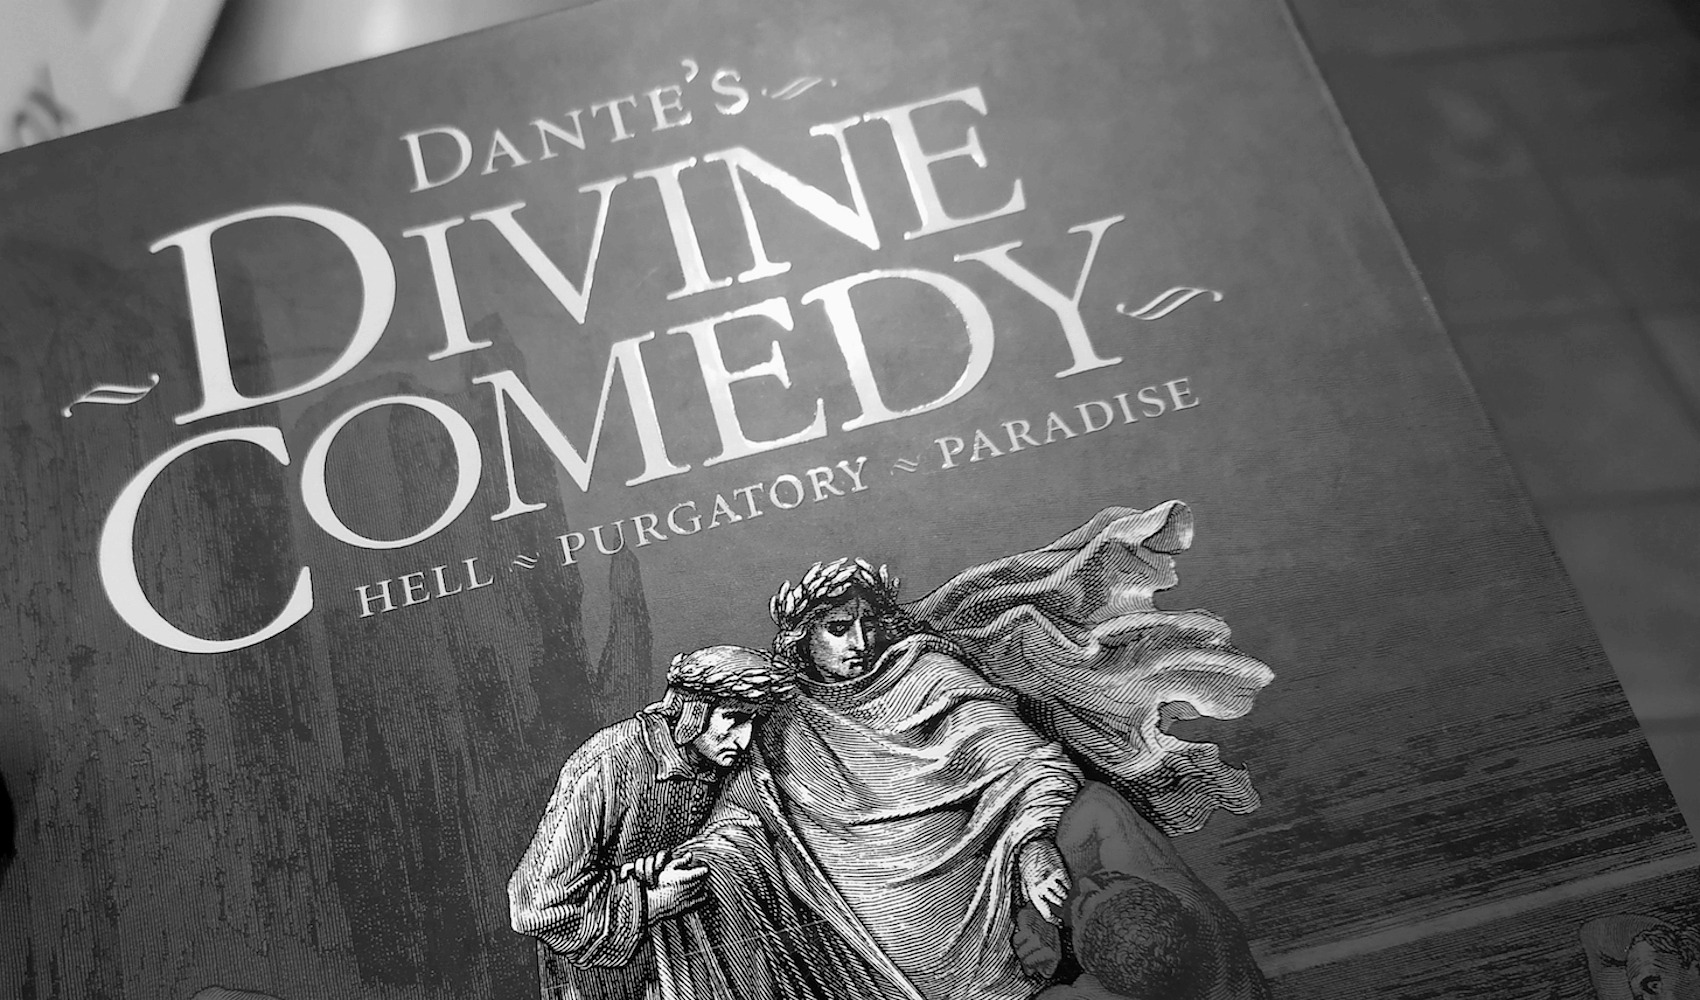 DANTE'S
DIVINE
COMEDY
HELL ~ PURGATORY ~ PARADISE